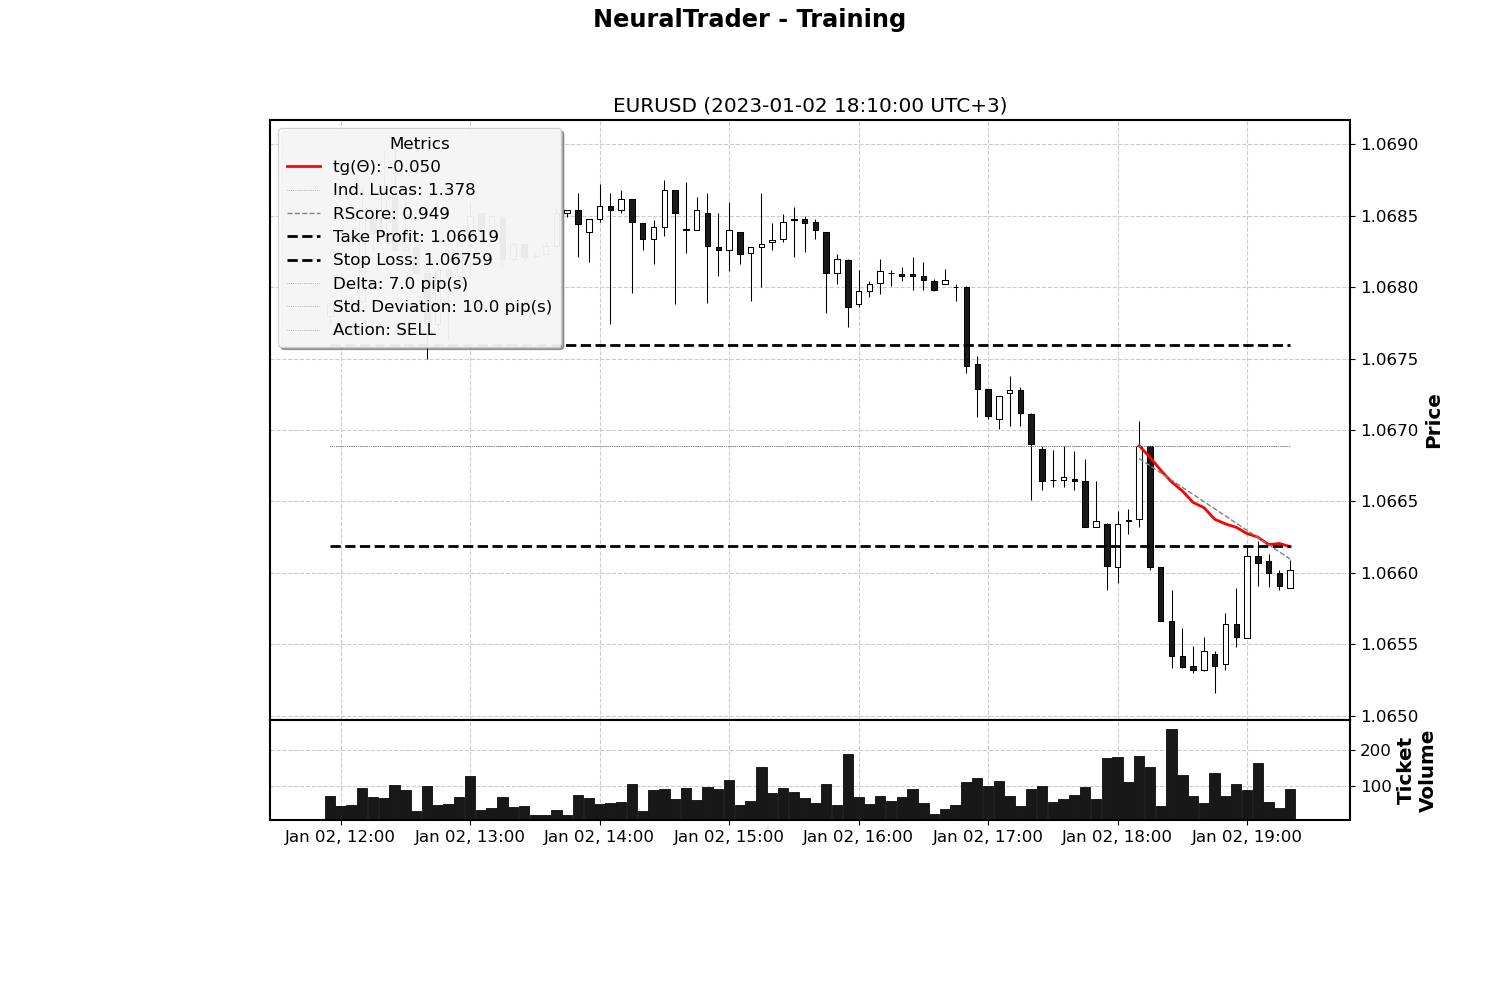 NeuralTrader - Training
EURUSD (2023-01-02 18:10:00 UTC+3)
Metrics
tg(Θ): -0.050
Ind. Lucas: 1.378
RScore: 0.949
Take Profit: 1.06619
Stop Loss: 1.06759
Delta: 7.0 pip(s)
Std. Deviation: 10.0 pip(s)
Action: SELL
1.0690
1.0685
1.0680
1.0675
1.0670
1.0665
1.0660
1.0655
1.0650
Price
200
100
Ticket
Volume
Jan 02, 12:00 Jan 02, 13:00 Jan 02, 14:00 Jan 02, 15:00 Jan 02, 16:00 Jan 02, 17:00 Jan 02, 18:00 Jan 02, 19:00